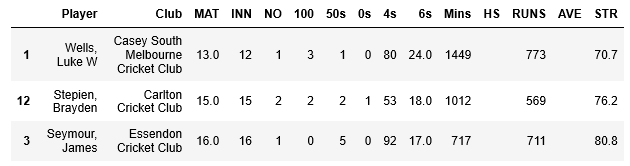 Player Club MAT INN NO 100 50s 0s 4s 6s Mins HS RUNS AVE STR
1 Wells, Luke W Casey South Melbourne Cricket Club 13.0 12 1 3 1 0 80 24.0 1449 773 70.7
12 Stepien, Brayden Carlton Cricket Club 15.0 15 2 2 2 1 53 18.0 1012 569 76.2
3 Seymour, James Essendon Cricket Club 16.0 16 1 0 5 0 92 17.0 717 711 80.8